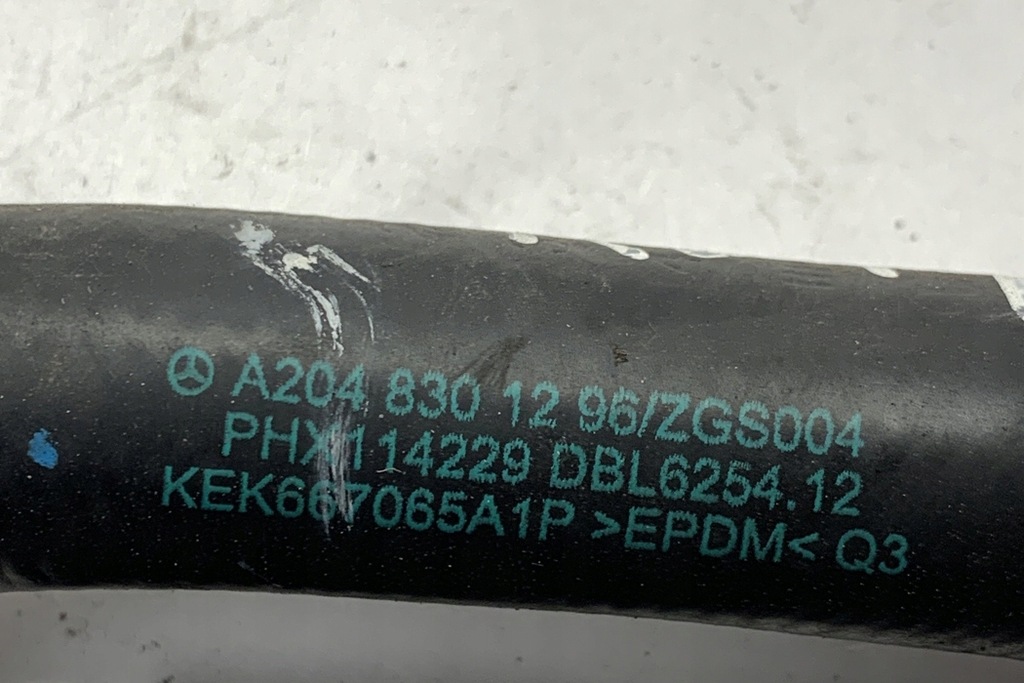 A204 830 12 96/ZGS004
PHX114229 DBL6254.12
KEK667065A1P >EPDM< Q3